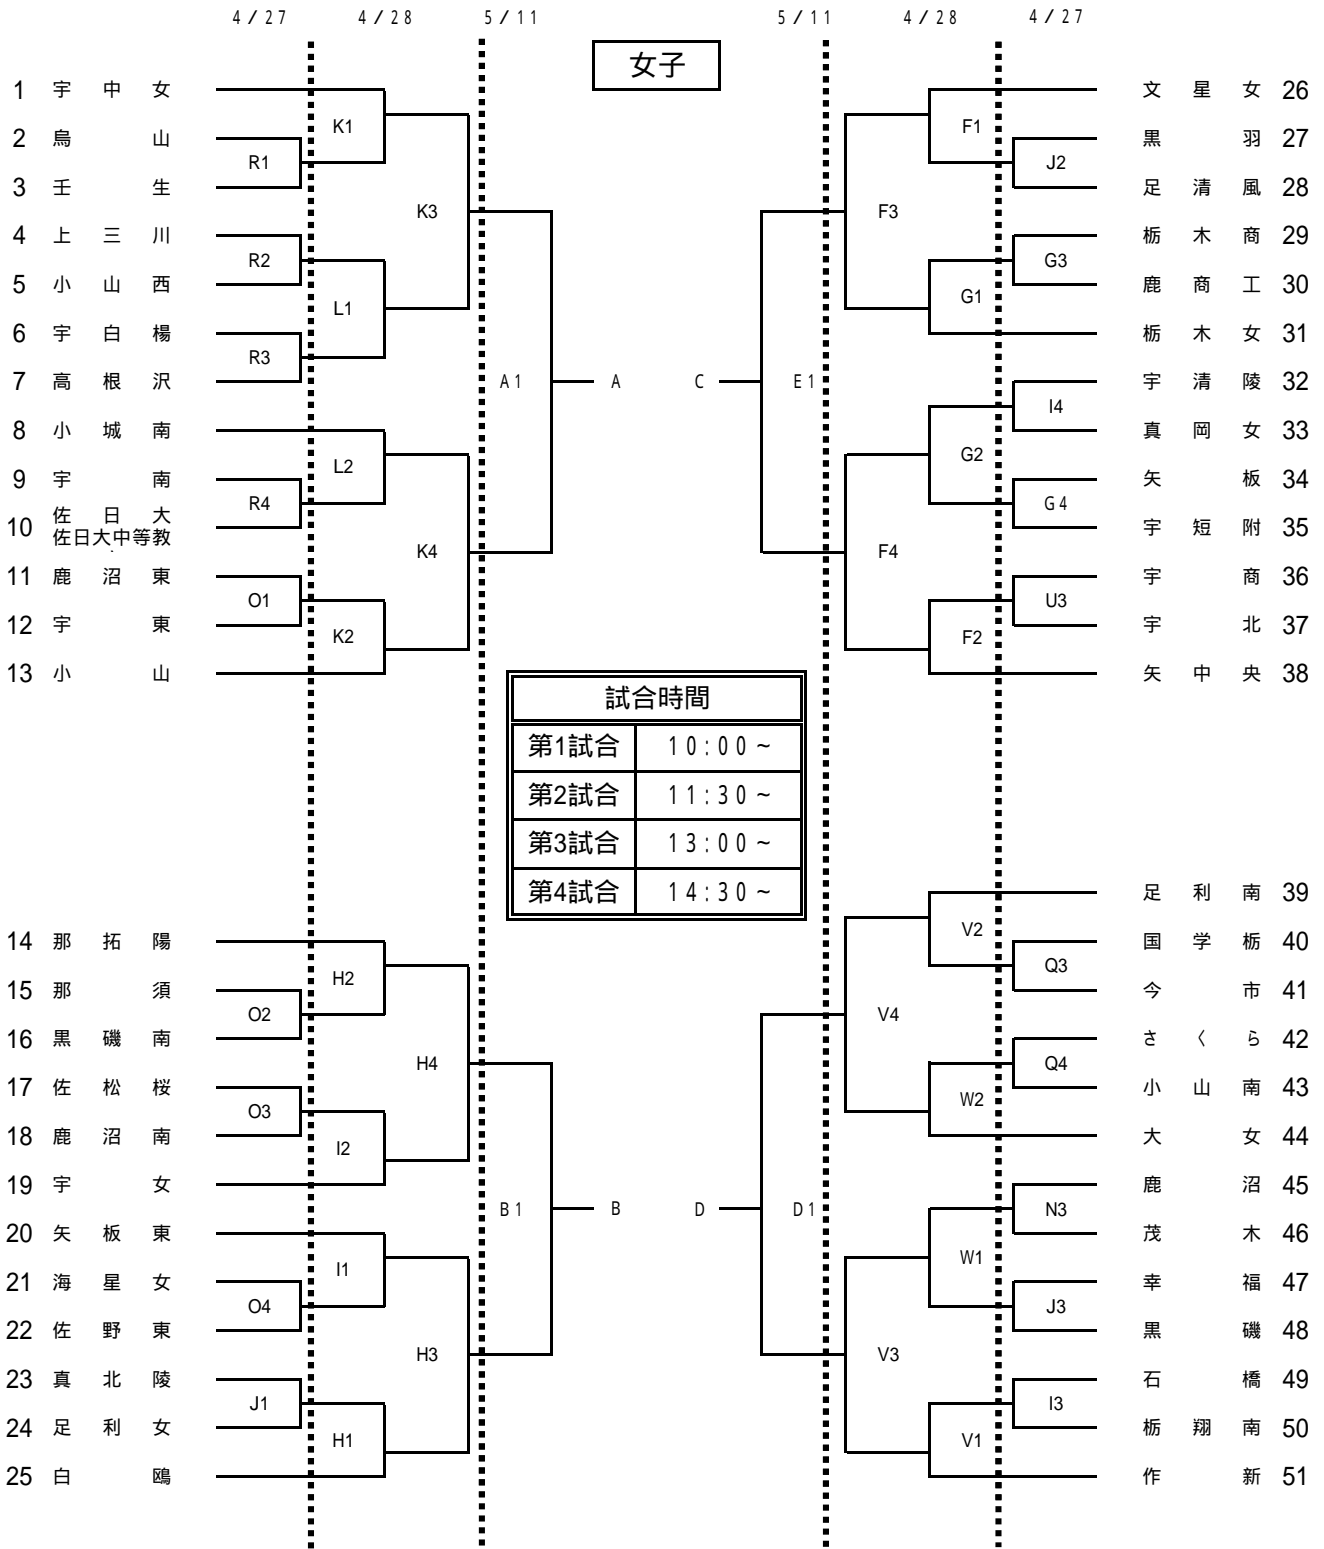 4/27 4/28 5/11 5/11 4/28 4/27
女子
1 宇中女
2 烏山
3 壬生
4 上三川
5 小山西
6 宇白楊
7 高根沢
8 小城南
9 宇南
10 佐日大
佐日大中等教
11 鹿沼東
12 宇東
13 小山
14 那拓陽
15 那須
16 黒磯南
17 佐松桜
18 鹿沼南
19 宇女
20 矢板東
21 海星女
22 佐野東
23 真北陵
24 足利女
25 白鴎
R1
R2
R3
R4
O1
O2
O3
O4
J1
K1
L1
L2
K2
H2
I2
I1
H1
K3
K4
H4
H3
A1
B1
A
B
C
D
E1
D1
F3
F4
V4
V3
F1
G1
G2
F2
V2
W2
W1
V1
J2
G3
I4
G4
U3
Q3
Q4
N3
J3
I3
試合時間
第1試合 10:00~
第2試合 11:30~
第3試合 13:00~
第4試合 14:30~
文星女 26
黒羽 27
足清風 28
栃木商 29
鹿商工 30
栃木女 31
宇清陵 32
真岡女 33
矢板 34
宇短附 35
宇商 36
宇北 37
矢中央 38
足利南 39
国学栃 40
今市 41
さくら 42
小山南 43
大女 44
鹿沼 45
茂木 46
幸福 47
黒磯 48
石橋 49
栃翔南 50
作新 51